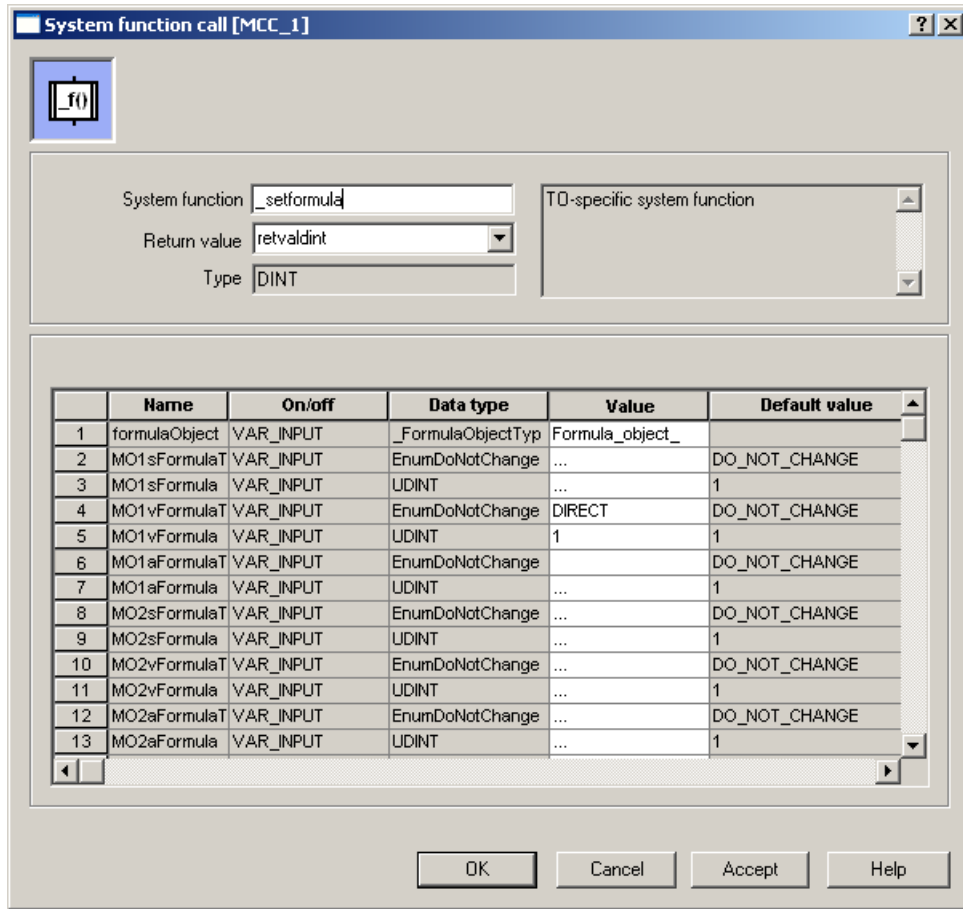 System function call [MCC_1]
_f()
System function _setformula
TO-specific system function
Return value retvaldint
Type DINT
Name On/off Data type Value Default value
1 formulaObject VAR_INPUT _FormulaObjectTyp Formula_object_
2 MO1sFormulaT VAR_INPUT EnumDoNotChange ... DO_NOT_CHANGE
3 MO1sFormula VAR_INPUT UDINT ... 1
4 MO1vFormulaT VAR_INPUT EnumDoNotChange DIRECT DO_NOT_CHANGE
5 MO1vFormula VAR_INPUT UDINT 1 1
6 MO1aFormulaT VAR_INPUT EnumDoNotChange DO_NOT_CHANGE
7 MO1aFormula VAR_INPUT UDINT ... 1
8 MO2sFormulaT VAR_INPUT EnumDoNotChange ... DO_NOT_CHANGE
9 MO2sFormula VAR_INPUT UDINT ... 1
10 MO2vFormulaT VAR_INPUT EnumDoNotChange ... DO_NOT_CHANGE
11 MO2vFormula VAR_INPUT UDINT ... 1
12 MO2aFormulaT VAR_INPUT EnumDoNotChange ... DO_NOT_CHANGE
13 MO2aFormula VAR_INPUT UDINT ... 1
OK Cancel Accept Help